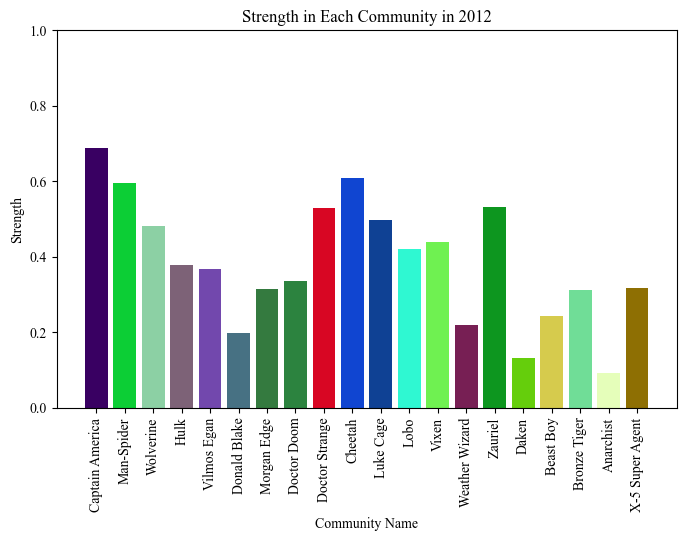 Strength in Each Community in 2012
1.0
0.8
0.6
0.4
0.2
0.0
Strength
Captain America
Man-Spider
Wolverine
Hulk
Vilmos Egan
Donald Blake
Morgan Edge
Doctor Doom
Doctor Strange
Cheetah
Luke Cage
Lobo
Vixen
Weather Wizard
Zauriel
Daken
Beast Boy
Bronze Tiger
Anarchist
X-5 Super Agent
Community Name